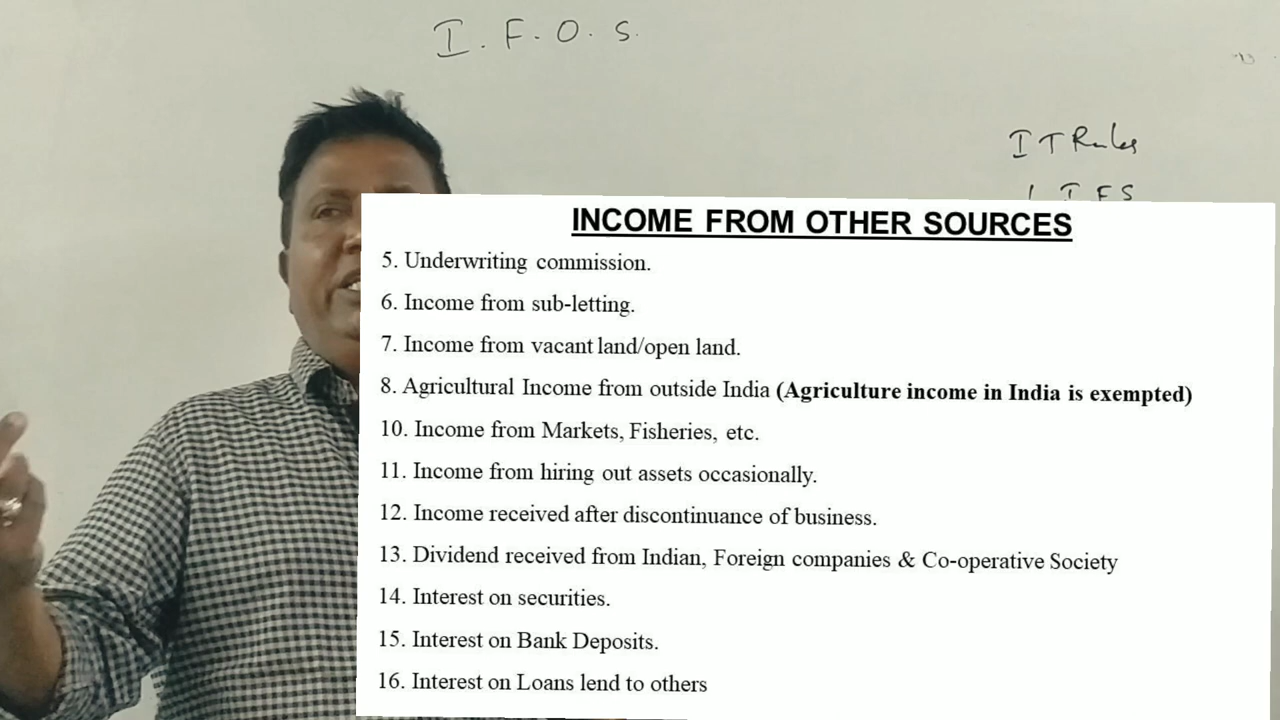 I. F. O. S.
I T Rules
I I F S
INCOME FROM OTHER SOURCES
5. Underwriting commission.
6. Income from sub-letting.
7. Income from vacant land/open land.
8. Agricultural Income from outside India (Agriculture income in India is exempted)
10. Income from Markets, Fisheries, etc.
11. Income from hiring out assets occasionally.
12. Income received after discontinuance of business.
13. Dividend received from Indian, Foreign companies & Co-operative Society
14. Interest on securities.
15. Interest on Bank Deposits.
16. Interest on Loans lend to others